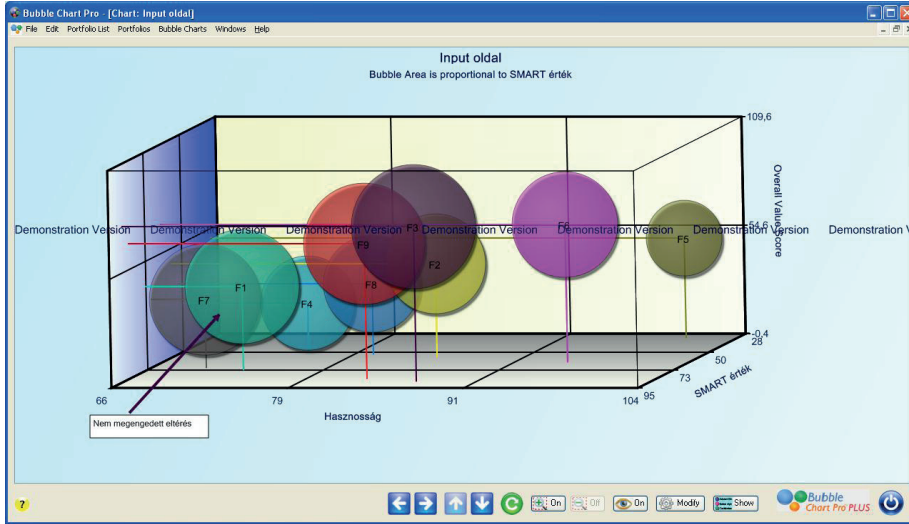 Bubble Chart Pro - [Chart: Input oldal]
File Edit Portfolio List Portfolios Bubble Charts Windows Help
Input oldal
Bubble Area is proportional to SMART érték
109,6
54,6
-0,4
Overall Value Score
Demonstration Version Demonstration Version Demonstration Version Demonstration Version Demonstration Version Demonstration Version Demonstration Ve
F3
F6
F9
F5
F2
F8
F7
F1
F4
28
50
73
95
SMART érték
66
79
91
104
Hasznosság
Nem megengedett eltérés
? On Off On Modify Show
Bubble
Chart Pro PLUS